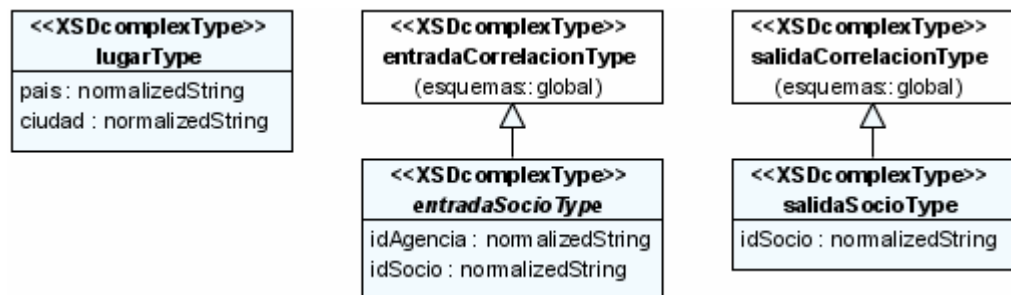 <<XSDcomplexType>>
lugarType
pais : normalizedString
ciudad : normalizedString
<<XSDcomplexType>>
entradaCorrelacionType
(esquemas::global)
<<XSDcomplexType>>
entradaSocioType
idAgencia : normalizedString
idSocio : normalizedString
<<XSDcomplexType>>
salidaCorrelacionType
(esquemas::global)
<<XSDcomplexType>>
salidaSocioType
idSocio : normalizedString